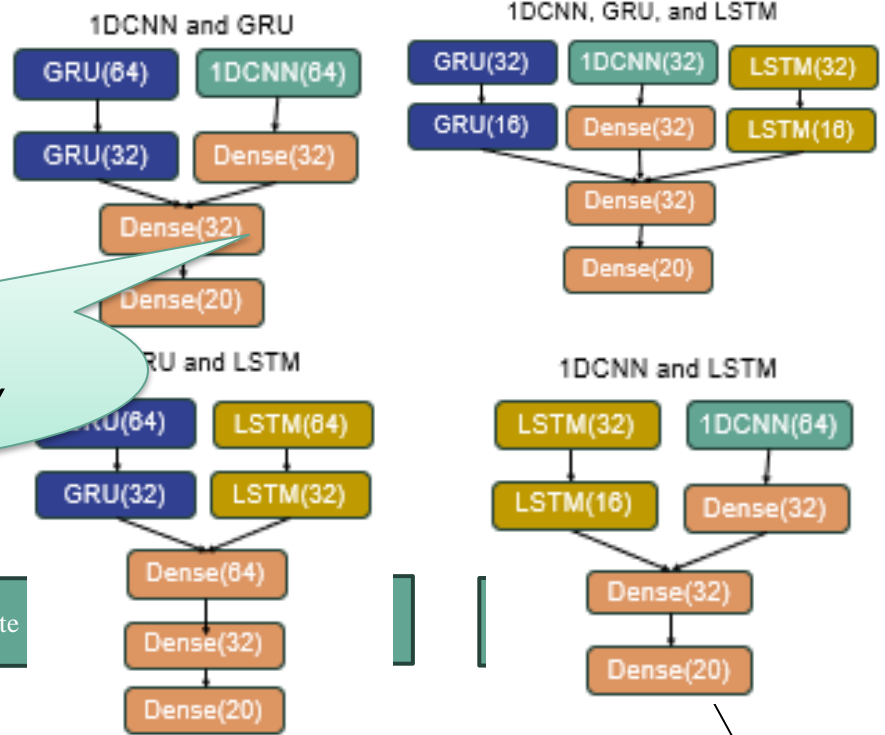 1DCNN and GRU
GRU(64) 1DCNN(64)
GRU(32) Dense(32)
Dense(32)
Dense(20)
1DCNN, GRU, and LSTM
GRU(32) 1DCNN(32) LSTM(32)
GRU(16) Dense(32) LSTM(16)
Dense(32)
Dense(20)
RU and LSTM
GRU(64) LSTM(64)
GRU(32) LSTM(32)
Dense(64)
Dense(32)
Dense(20)
1DCNN and LSTM
LSTM(32) 1DCNN(64)
LSTM(16) Dense(32)
Dense(32)
Dense(20)
te